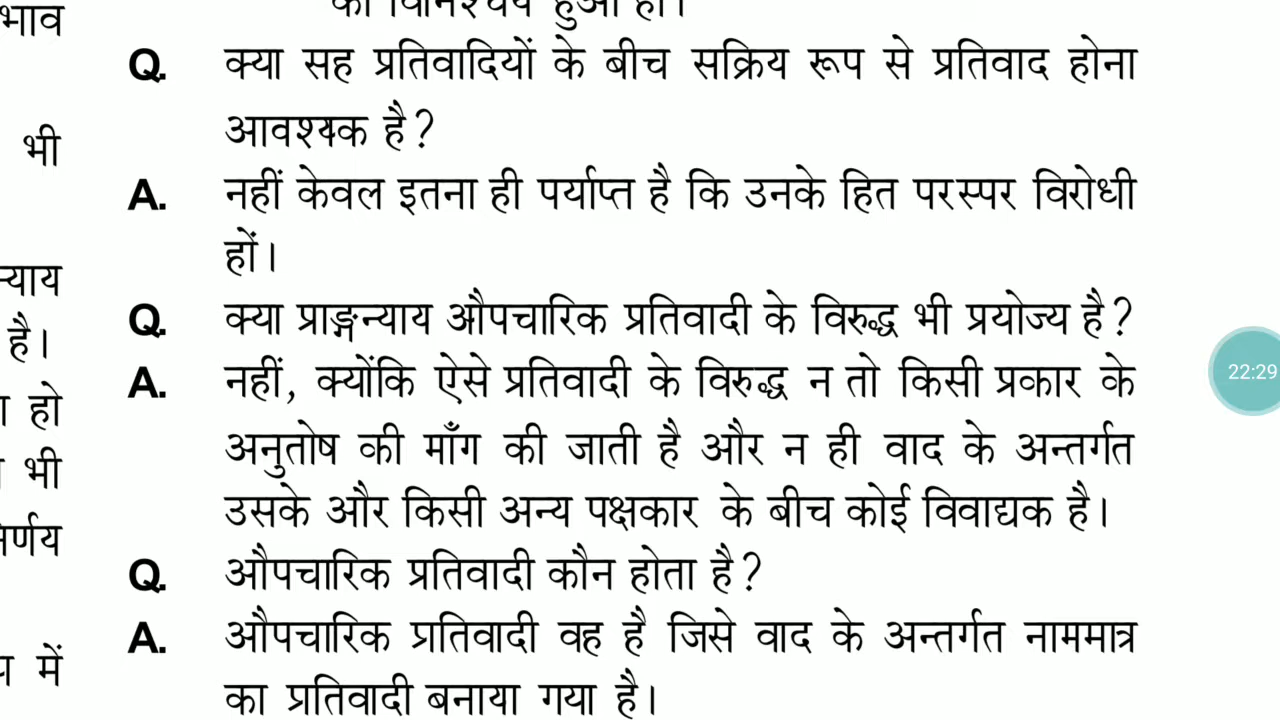 भाव
भी
न्याय
है।
हो
भी
र्णय
में
Q. क्या सह प्रतिवादियों के बीच सक्रिय रूप से प्रतिवाद होना
आवश्यक है?
A. नहीं केवल इतना ही पर्याप्त है कि उनके हित परस्पर विरोधी
हों।
Q. क्या प्राङ्गन्याय औपचारिक प्रतिवादी के विरुद्ध भी प्रयोज्य है?
A. नहीं, क्योंकि ऐसे प्रतिवादी के विरुद्ध न तो किसी प्रकार के
अनुतोष की माँग की जाती है और न ही वाद के अन्तर्गत
उसके और किसी अन्य पक्षकार के बीच कोई विवाद्यक है।
Q. औपचारिक प्रतिवादी कौन होता है?
A. औपचारिक प्रतिवादी वह है जिसे वाद के अन्तर्गत नाममात्र
का प्रतिवादी बनाया गया है।
22:29